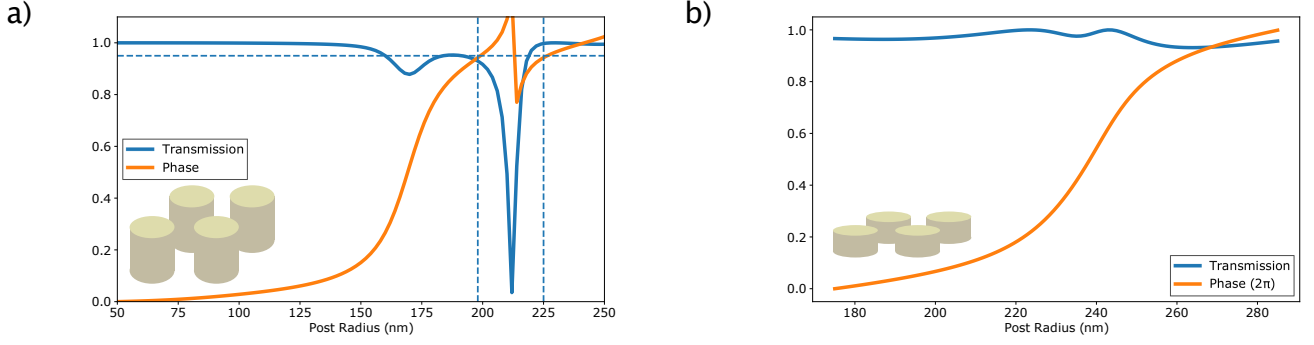 a)
1.0
0.8
0.6
0.4
0.2
0.0
Transmission
Phase
50 75 100 125 150 175 200 225 250
Post Radius (nm)
b)
1.0
0.8
0.6
0.4
0.2
0.0
Transmission
Phase (2π)
180 200 220 240 260 280
Post Radius (nm)